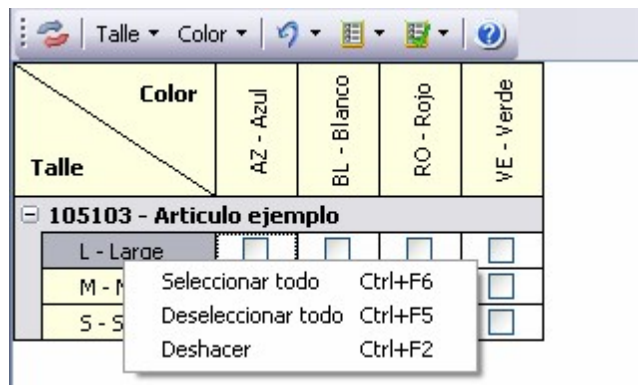 Talle Color
Color
Talle
AZ - Azul
BL - Blanco
RO - Rojo
VE - Verde
105103 - Articulo ejemplo
L - Large
M -
S - S
Seleccionar todo Ctrl+F6
Deseleccionar todo Ctrl+F5
Deshacer Ctrl+F2